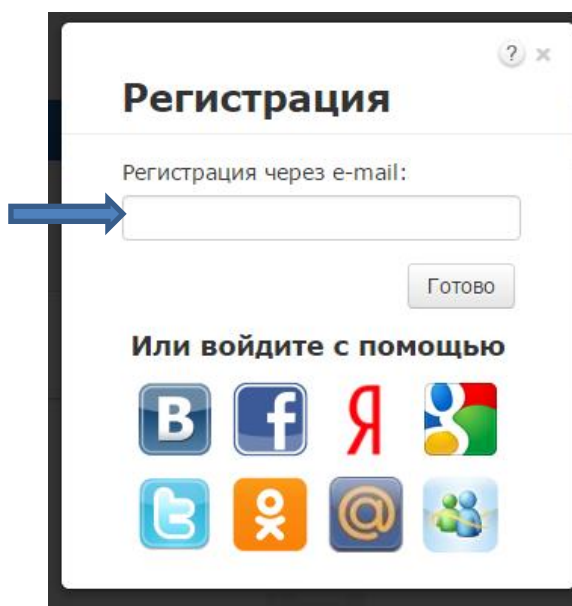 ?
Регистрация
Регистрация через e-mail:
Готово
Или войдите с помощью
В f Я g
t @